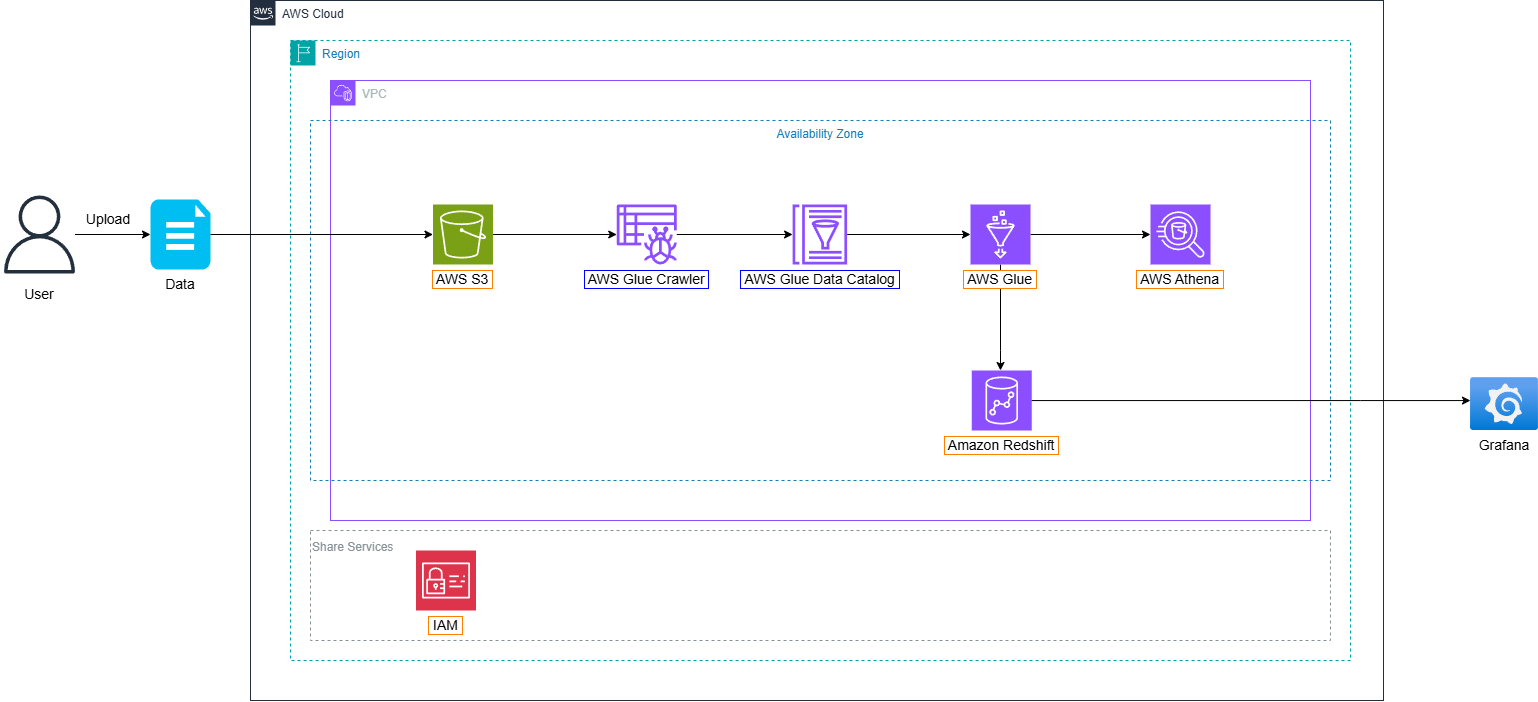 aws
AWS Cloud
Region
VPC
Availability Zone
Upload
User
Data
AWS S3
AWS Glue Crawler
AWS Glue Data Catalog
AWS Glue
AWS Athena
Amazon Redshift
Grafana
Share Services
IAM